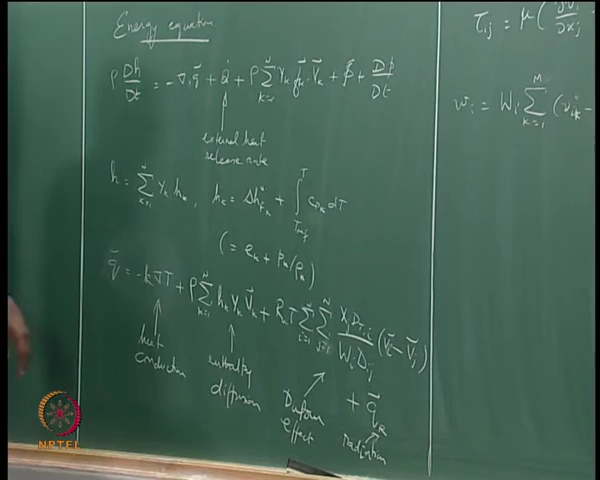 Energy equation
ρ Dh/Dt = -∇·q⃗ + Q̇ + ρ Σ_{k=1}^{N} Y_k f⃗_k·V⃗_k + Φ + Dp/Dt
external heat
release rate
h = Σ_{k=1}^{N} Y_k h_k, h_k = Δh°_{f_k} + ∫_{T_ref}^{T} c_{p_k} dT
(= e_k + p_k/ρ_k)
q⃗ = -k∇T + ρ Σ_{k=1}^{N} h_k Y_k V⃗_k + R_u T Σ_{i=1}^{N} Σ_{j=1}^{N} X_j D_{T,i} / W_i D_{ij} (V⃗_i - V⃗_j)
+ q⃗_R
heat
conduction
enthalpy
diffusion
Dufour
effect
radiation
τ_ij = μ ( ∂v_i/∂x_j
w_i = W_i Σ_{k=1}^{M} (ν''_{ik} -
NPTEL